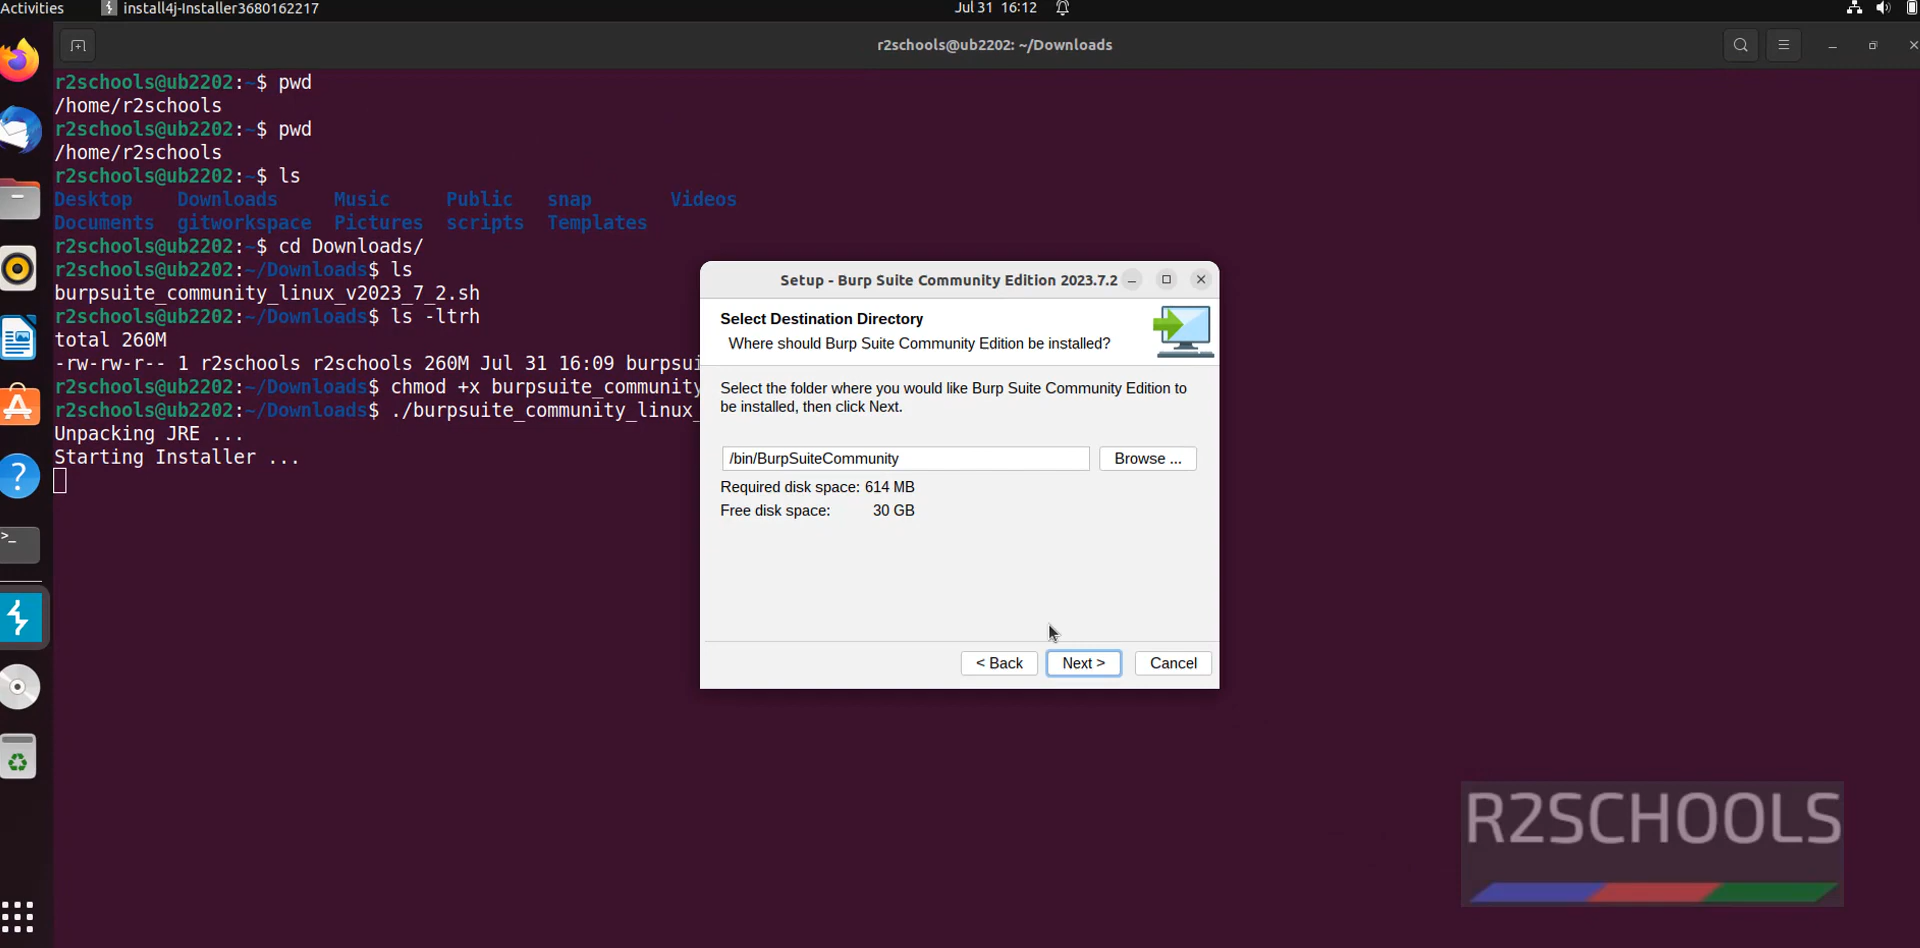 Activities install4j-Installer3680162217 Jul 31 16:12
r2schools@ub2202: ~/Downloads
r2schools@ub2202:~$ pwd
/home/r2schools
r2schools@ub2202:~$ pwd
/home/r2schools
r2schools@ub2202:~$ ls
Desktop Downloads Music Public snap Videos
Documents gitworkspace Pictures scripts Templates
r2schools@ub2202:~$ cd Downloads/
r2schools@ub2202:~/Downloads$ ls
burpsuite_community_linux_v2023_7_2.sh
r2schools@ub2202:~/Downloads$ ls -ltrh
total 260M
-rw-rw-r-- 1 r2schools r2schools 260M Jul 31 16:09 burpsui
r2schools@ub2202:~/Downloads$ chmod +x burpsuite_community
r2schools@ub2202:~/Downloads$ ./burpsuite_community_linux_
Unpacking JRE ...
Starting Installer ...
Setup - Burp Suite Community Edition 2023.7.2
Select Destination Directory
Where should Burp Suite Community Edition be installed?
Select the folder where you would like Burp Suite Community Edition to
be installed, then click Next.
/bin/BurpSuiteCommunity Browse ...
Required disk space: 614 MB
Free disk space: 30 GB
< Back Next > Cancel
R2SCHOOLS